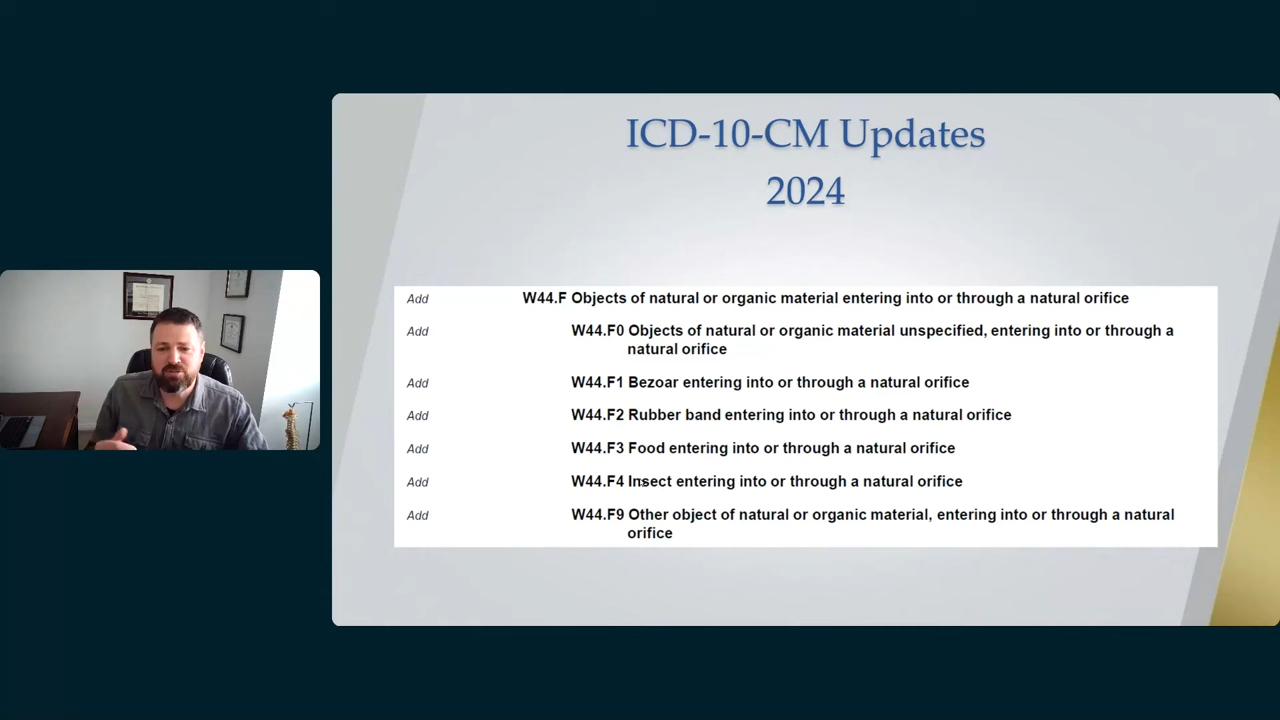 ICD-10-CM Updates
2024
Add W44.F Objects of natural or organic material entering into or through a natural orifice
Add W44.F0 Objects of natural or organic material unspecified, entering into or through a
natural orifice
Add W44.F1 Bezoar entering into or through a natural orifice
Add W44.F2 Rubber band entering into or through a natural orifice
Add W44.F3 Food entering into or through a natural orifice
Add W44.F4 Insect entering into or through a natural orifice
Add W44.F9 Other object of natural or organic material, entering into or through a natural
orifice